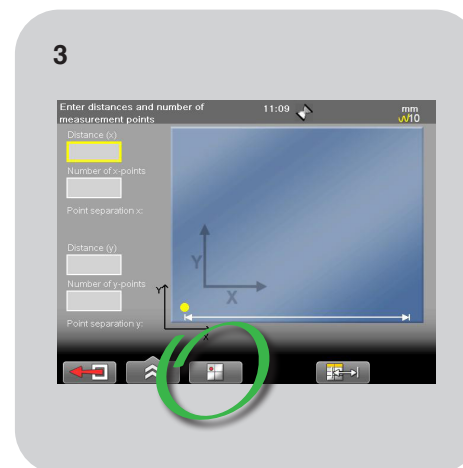 3
Enter distances and number of
measurement points
11:09
mm
/10
Distance (x)
Number of x-points
Point separation x:
Distance (y)
Number of y-points
Point separation y:
Y
X
Y
X